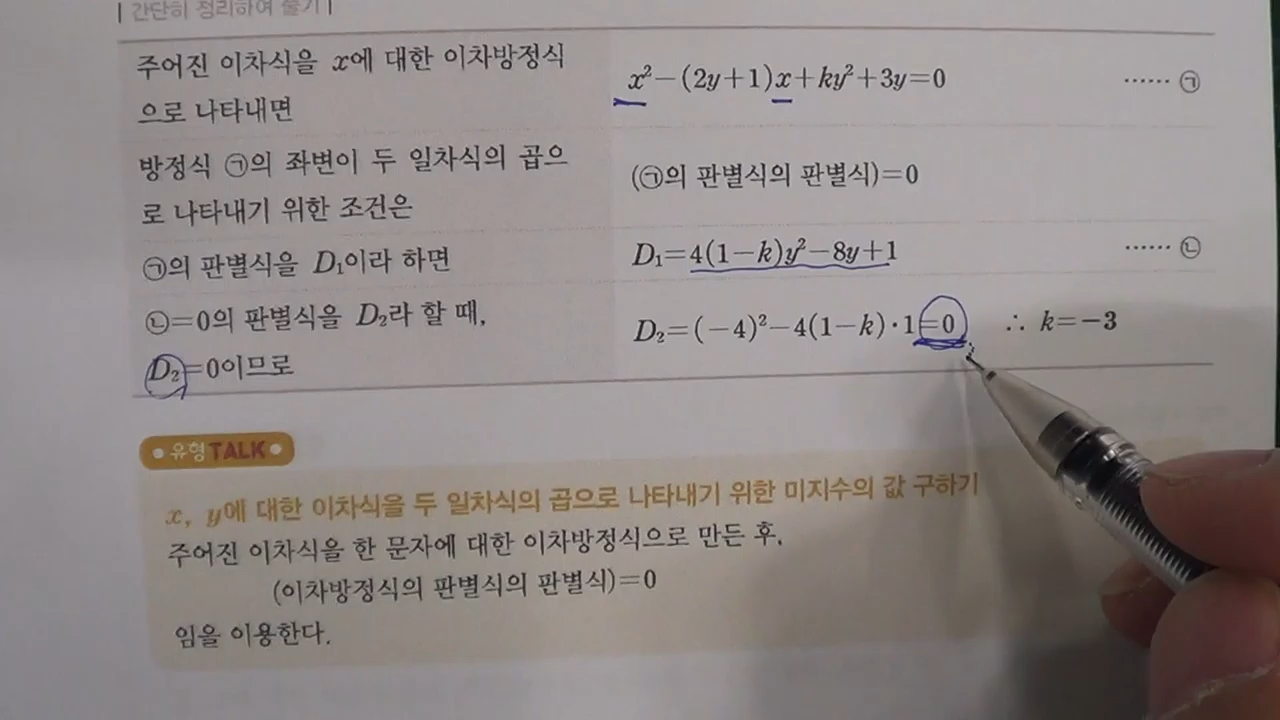 | 간단히 정리하여 풀기 |
주어진 이차식을 x에 대한 이차방정식
으로 나타내면
x²-(2y+1)x+ky²+3y=0 …… ㉠
방정식 ㉠의 좌변이 두 일차식의 곱으
로 나타내기 위한 조건은
(㉠의 판별식의 판별식)=0
㉠의 판별식을 D₁이라 하면
D₁=4(1-k)y²-8y+1 …… ㉡
㉡=0의 판별식을 D₂라 할 때,
D₂=0이므로
D₂=(-4)²-4(1-k)·1=0 ∴ k=-3
유형TALK
x, y에 대한 이차식을 두 일차식의 곱으로 나타내기 위한 미지수의 값 구하기
주어진 이차식을 한 문자에 대한 이차방정식으로 만든 후,
(이차방정식의 판별식의 판별식)=0
임을 이용한다.